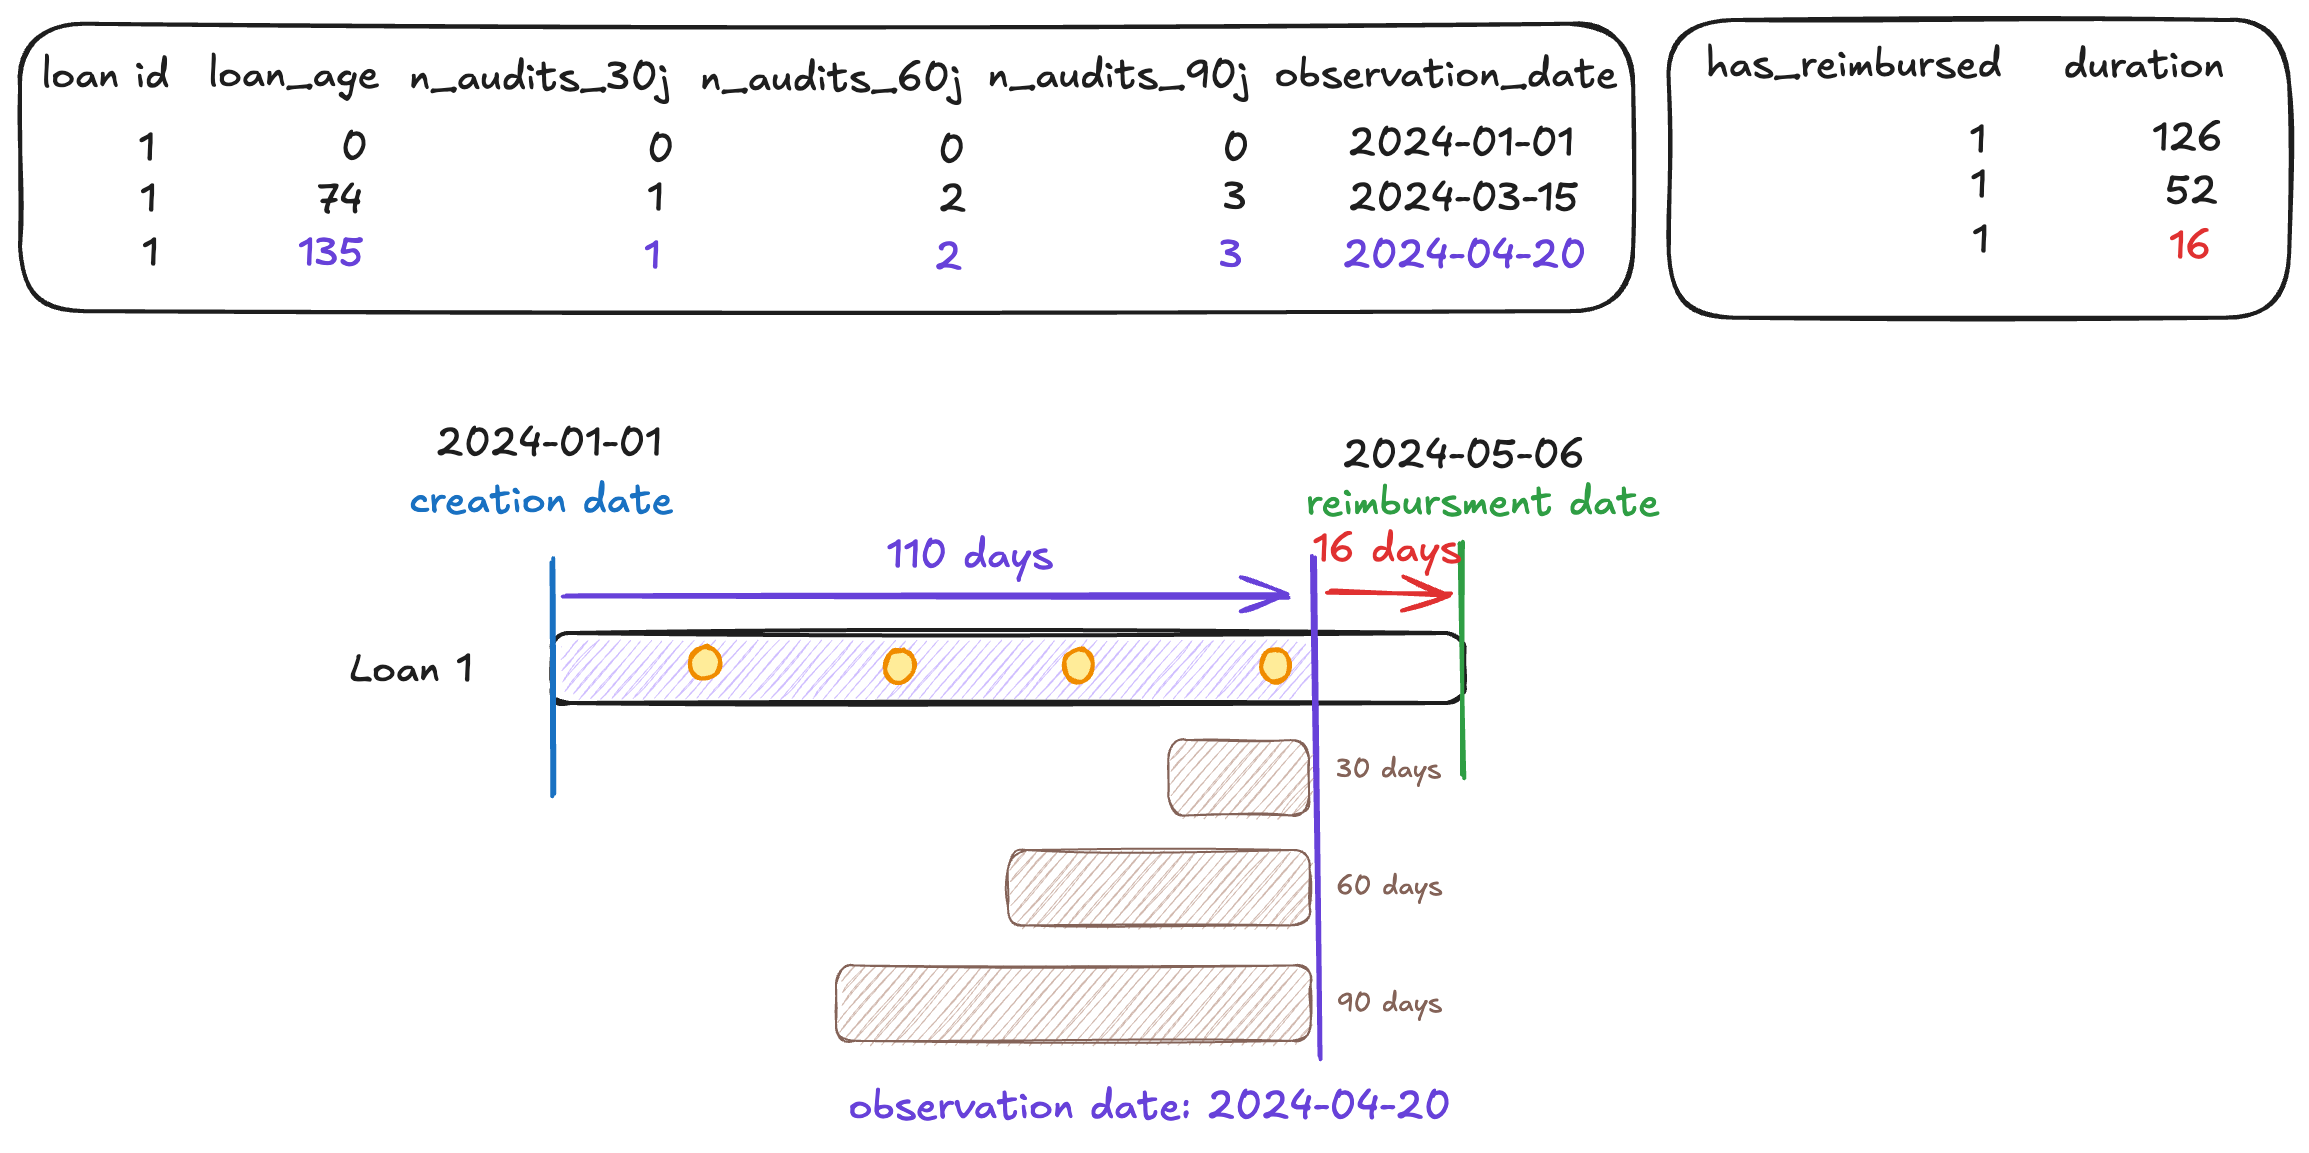 loan id loan_age n_audits_30j n_audits_60j n_audits_90j observation_date
1 0 0 0 0 2024-01-01
1 74 1 2 3 2024-03-15
1 135 1 2 3 2024-04-20
has_reimbursed duration
1 126
1 52
1 16
2024-01-01
creation date
2024-05-06
reimbursment date
110 days
16 days
Loan 1
30 days
60 days
90 days
observation date: 2024-04-20